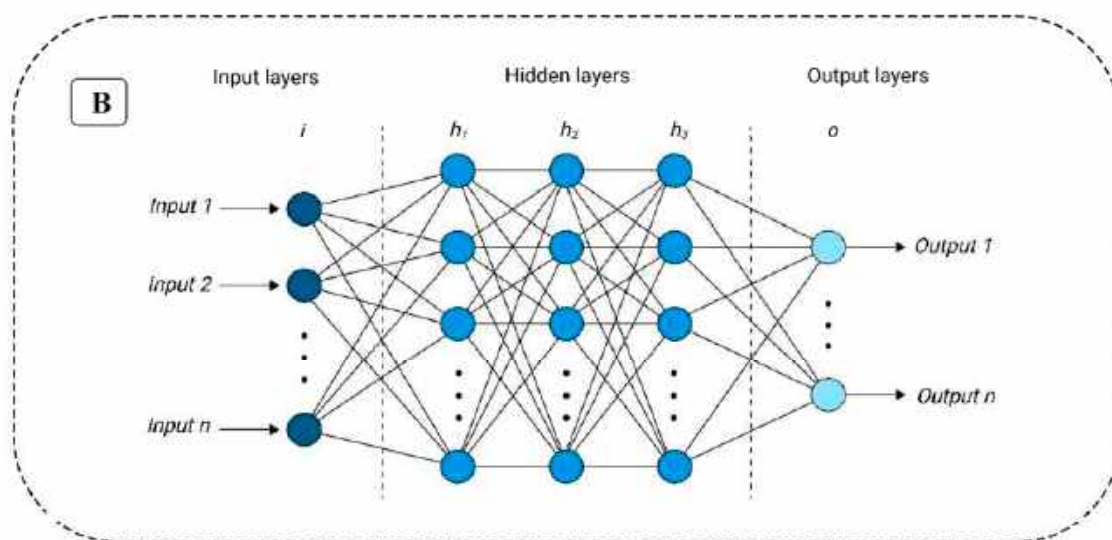 Input layers
Hidden layers
Output layers
B
i
h₁
h₂
h₃
o
Input 1
Input 2
Input n
Output 1
Output n